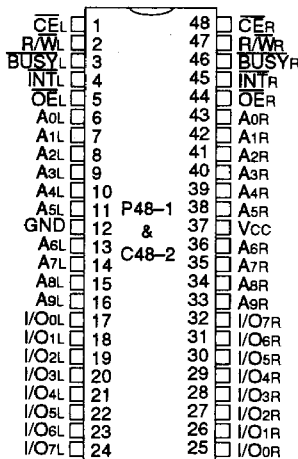 CEL 1 48 CER
R/WL 2 47 R/WR
BUSYL 3 46 BUSYR
INTL 4 45 INTR
OEL 5 44 OER
A0L 6 43 A0R
A1L 7 42 A1R
A2L 8 41 A2R
A3L 9 40 A3R
A4L 10 39 A4R
A5L 11 P48-1 38 A5R
GND 12 & 37 VCC
A6L 13 C48-2 36 A6R
A7L 14 35 A7R
A8L 15 34 A8R
A9L 16 33 A9R
I/O0L 17 32 I/O7R
I/O1L 18 31 I/O6R
I/O2L 19 30 I/O5R
I/O3L 20 29 I/O4R
I/O4L 21 28 I/O3R
I/O5L 22 27 I/O2R
I/O6L 23 26 I/O1R
I/O7L 24 25 I/O0R